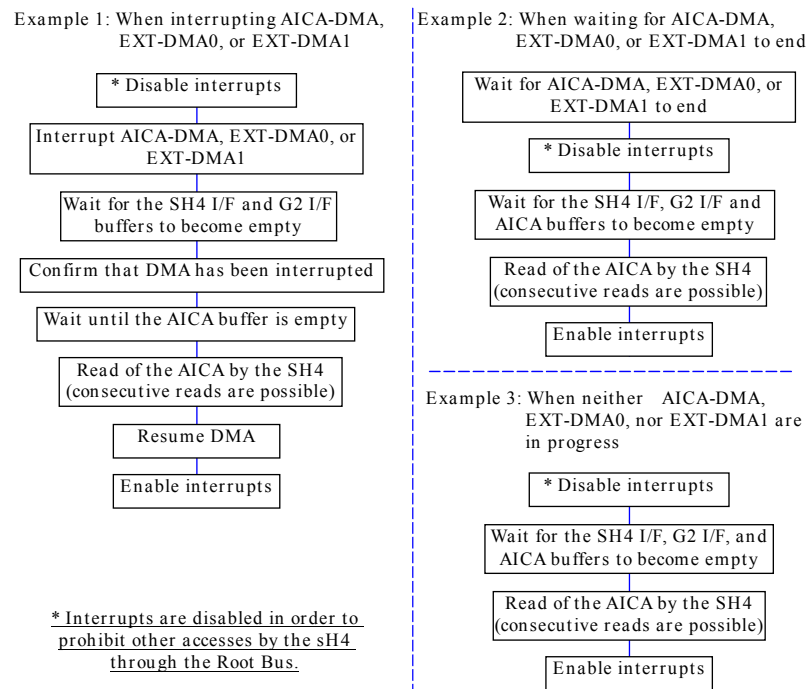 Example 1: When interrupting AICA-DMA,
EXT-DMA0, or EXT-DMA1
* Disable interrupts
Interrupt AICA-DMA, EXT-DMA0, or
EXT-DMA1
Wait for the SH4 I/F and G2 I/F
buffers to become empty
Confirm that DMA has been interrupted
Wait until the AICA buffer is empty
Read of the AICA by the SH4
(consecutive reads are possible)
Resume DMA
Enable interrupts
* Interrupts are disabled in order to
prohibit other accesses by the sH4
through the Root Bus.
Example 2: When waiting for AICA-DMA,
EXT-DMA0, or EXT-DMA1 to end
Wait for AICA-DMA, EXT-DMA0, or
EXT-DMA1 to end
* Disable interrupts
Wait for the SH4 I/F, G2 I/F and
AICA buffers to become empty
Read of the AICA by the SH4
(consecutive reads are possible)
Enable interrupts
Example 3: When neither AICA-DMA,
EXT-DMA0, nor EXT-DMA1 are
in progress
* Disable interrupts
Wait for the SH4 I/F, G2 I/F, and
AICA buffers to become empty
Read of the AICA by the SH4
(consecutive reads are possible)
Enable interrupts